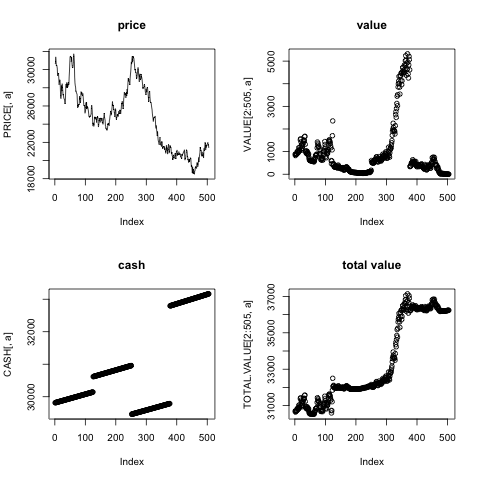 price
PRICE[, a]
18000 22000 26000 30000
0 100 200 300 400 500
Index
value
VALUE[2:505, a]
0 1000 3000 5000
0 100 200 300 400 500
Index
cash
CASH[, a]
30000 32000
0 100 200 300 400 500
Index
total value
TOTAL.VALUE[2:505, a]
31000 33000 35000 37000
0 100 200 300 400 500
Index